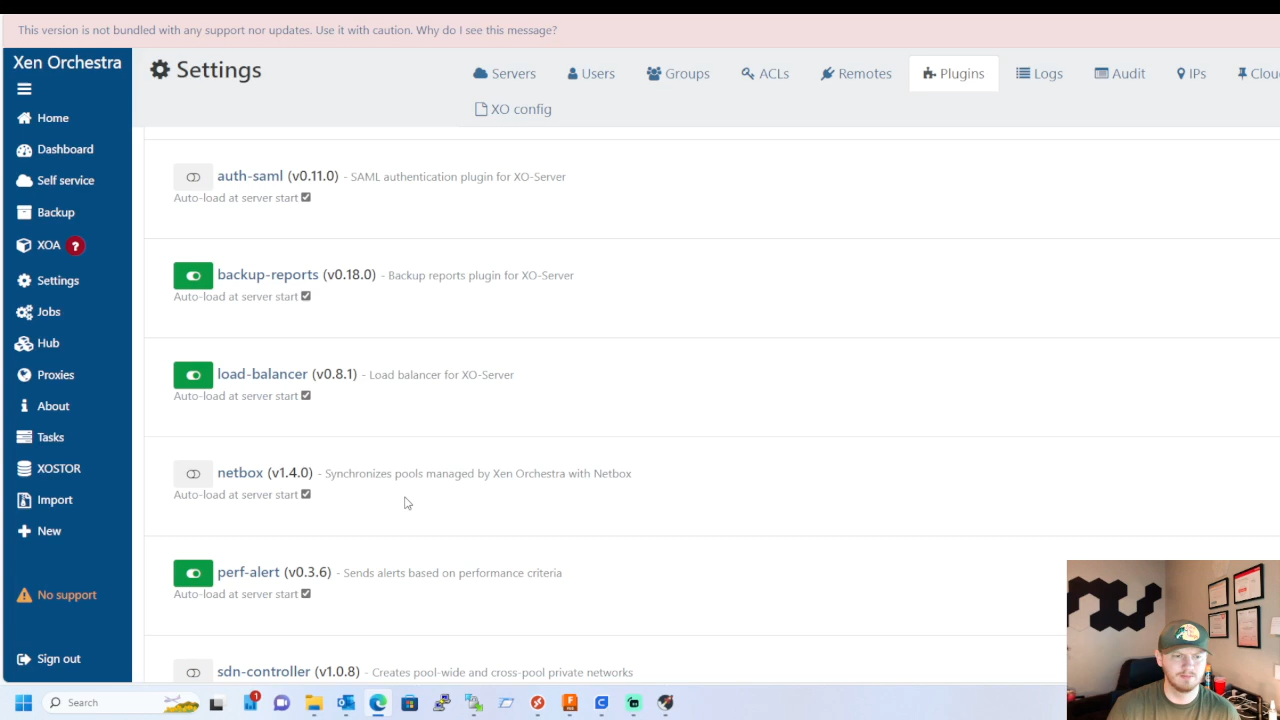 This version is not bundled with any support nor updates. Use it with caution. Why do I see this message?
Xen Orchestra
Settings
Servers
Users
Groups
ACLs
Remotes
Plugins
Logs
Audit
IPs
Clou
XO config
Home
Dashboard
Self service
Backup
XOA ?
Settings
Jobs
Hub
Proxies
About
Tasks
XOSTOR
Import
New
No support
Sign out
auth-saml (v0.11.0) - SAML authentication plugin for XO-Server
Auto-load at server start
backup-reports (v0.18.0) - Backup reports plugin for XO-Server
Auto-load at server start
load-balancer (v0.8.1) - Load balancer for XO-Server
Auto-load at server start
netbox (v1.4.0) - Synchronizes pools managed by Xen Orchestra with Netbox
Auto-load at server start
perf-alert (v0.3.6) - Sends alerts based on performance criteria
Auto-load at server start
sdn-controller (v1.0.8) - Creates pool-wide and cross-pool private networks
Search
1